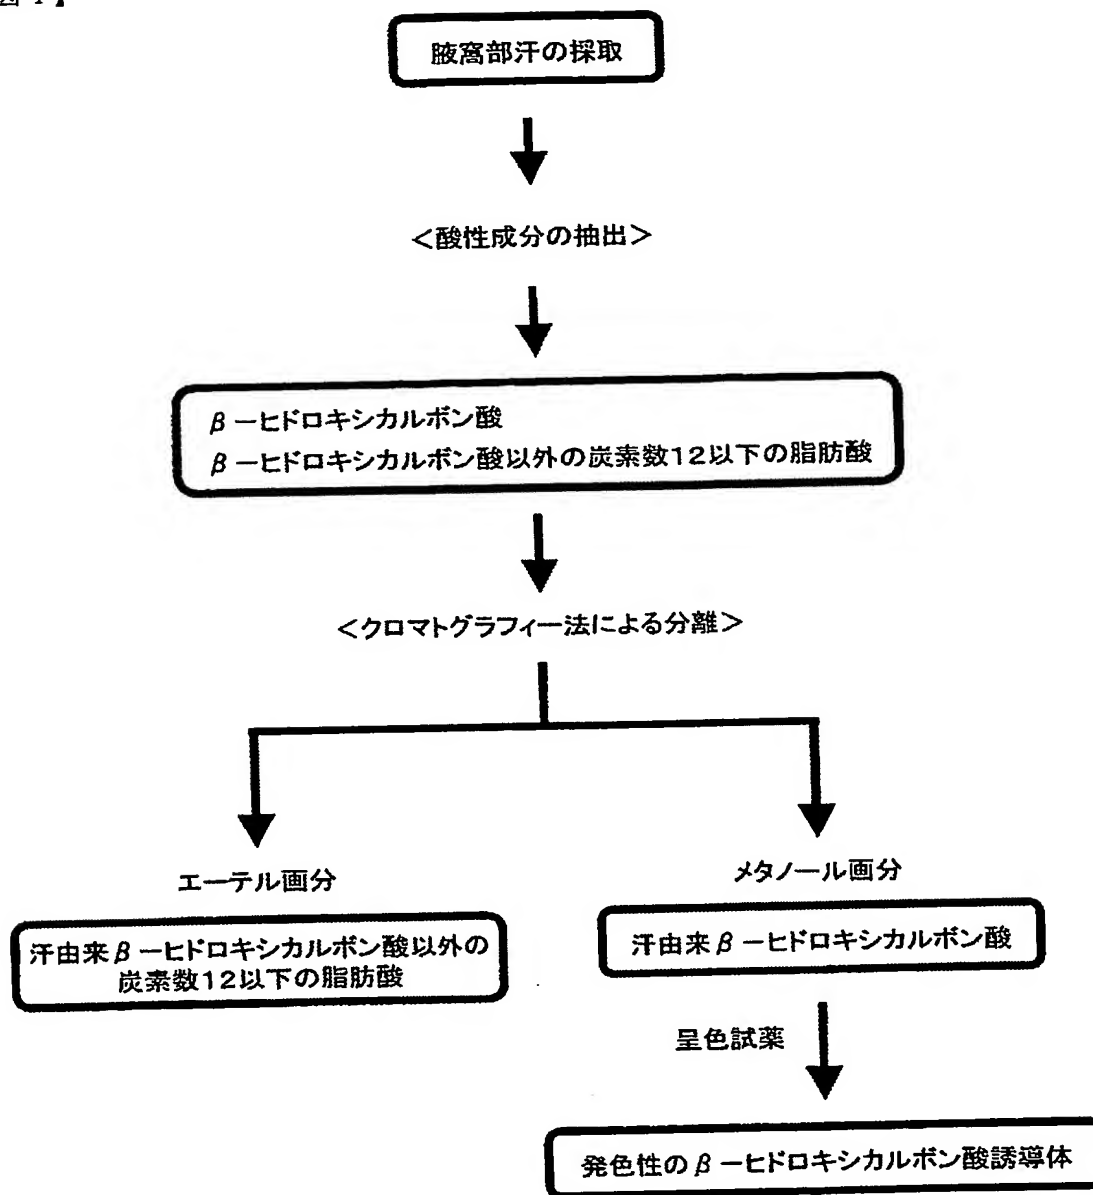 腋窩部汗の採取
＜酸性成分の抽出＞
β－ヒドロキシカルボン酸
β－ヒドロキシカルボン酸以外の炭素数12以下の脂肪酸
＜クロマトグラフィー法による分離＞
エーテル画分
メタノール画分
汗由来β－ヒドロキシカルボン酸以外の
炭素数12以下の脂肪酸
汗由来β－ヒドロキシカルボン酸
呈色試薬
発色性のβ－ヒドロキシカルボン酸誘導体